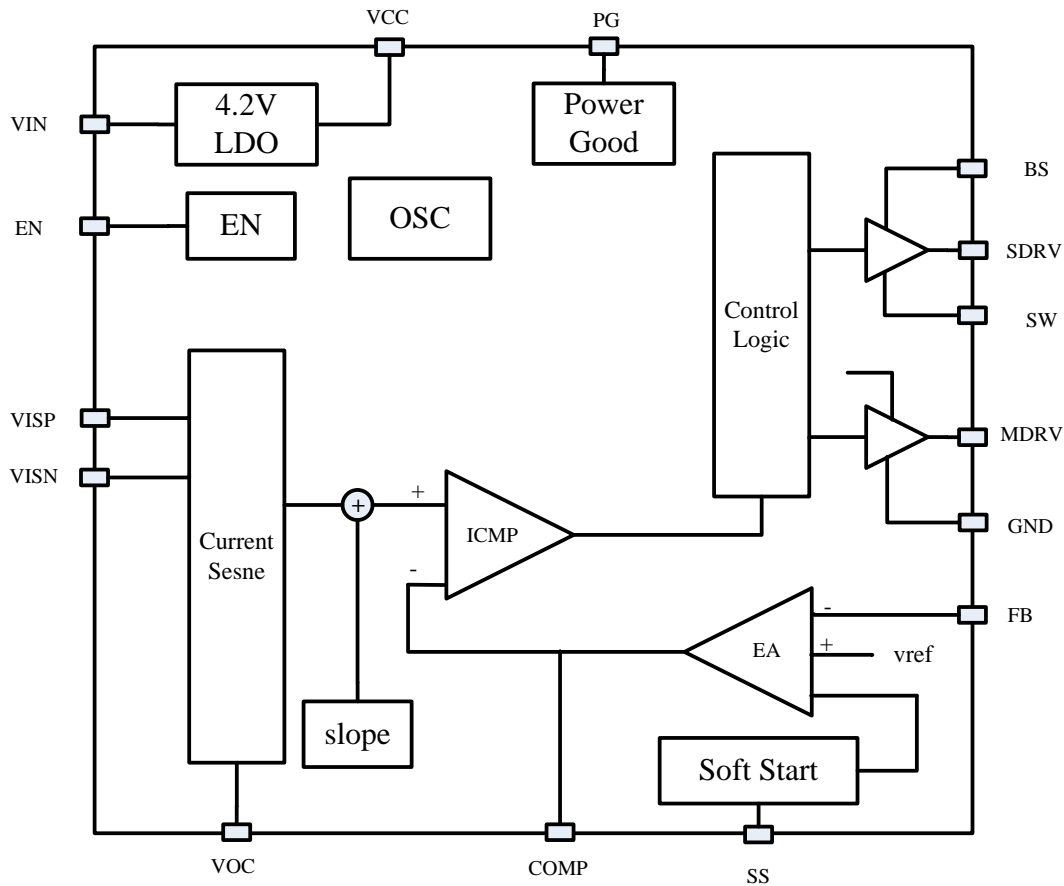 VCC
PG
4.2V
LDO
Power
Good
VIN
BS
EN
EN
OSC
SDRV
Control
Logic
SW
VISP
MDRV
VISN
+
+
ICMP
-
GND
Current
Sesne
-
FB
EA
+
vref
slope
Soft Start
VOC
COMP
SS